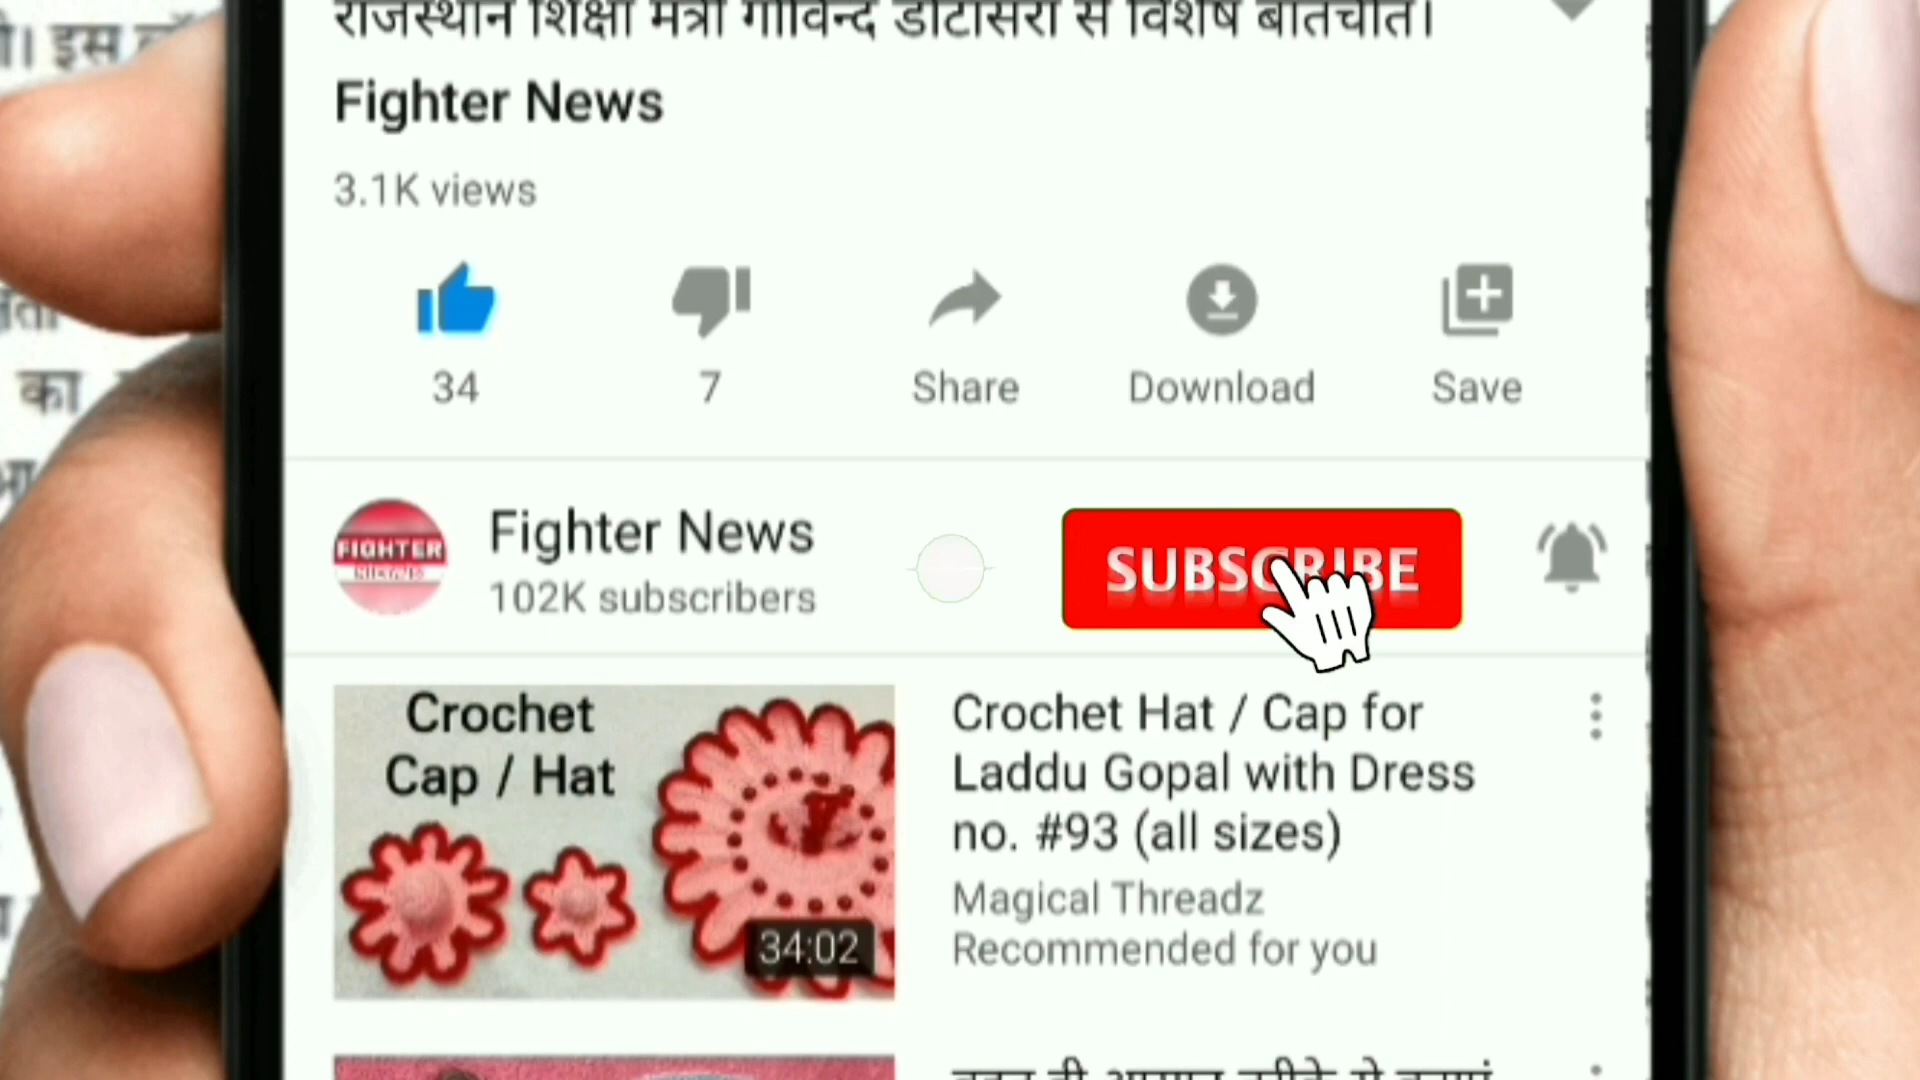 राजस्थान शिक्षा मंत्री गोविन्द डोटासरा से विशेष बातचीत।
इस
Fighter News
3.1K views
34
7
Share
Download
Save
का
FIGHTER
Fighter News
102K subscribers
SUBSCRIBE
Crochet
Cap / Hat
34:02
Crochet Hat / Cap for
Laddu Gopal with Dress
no. #93 (all sizes)
Magical Threadz
Recommended for you